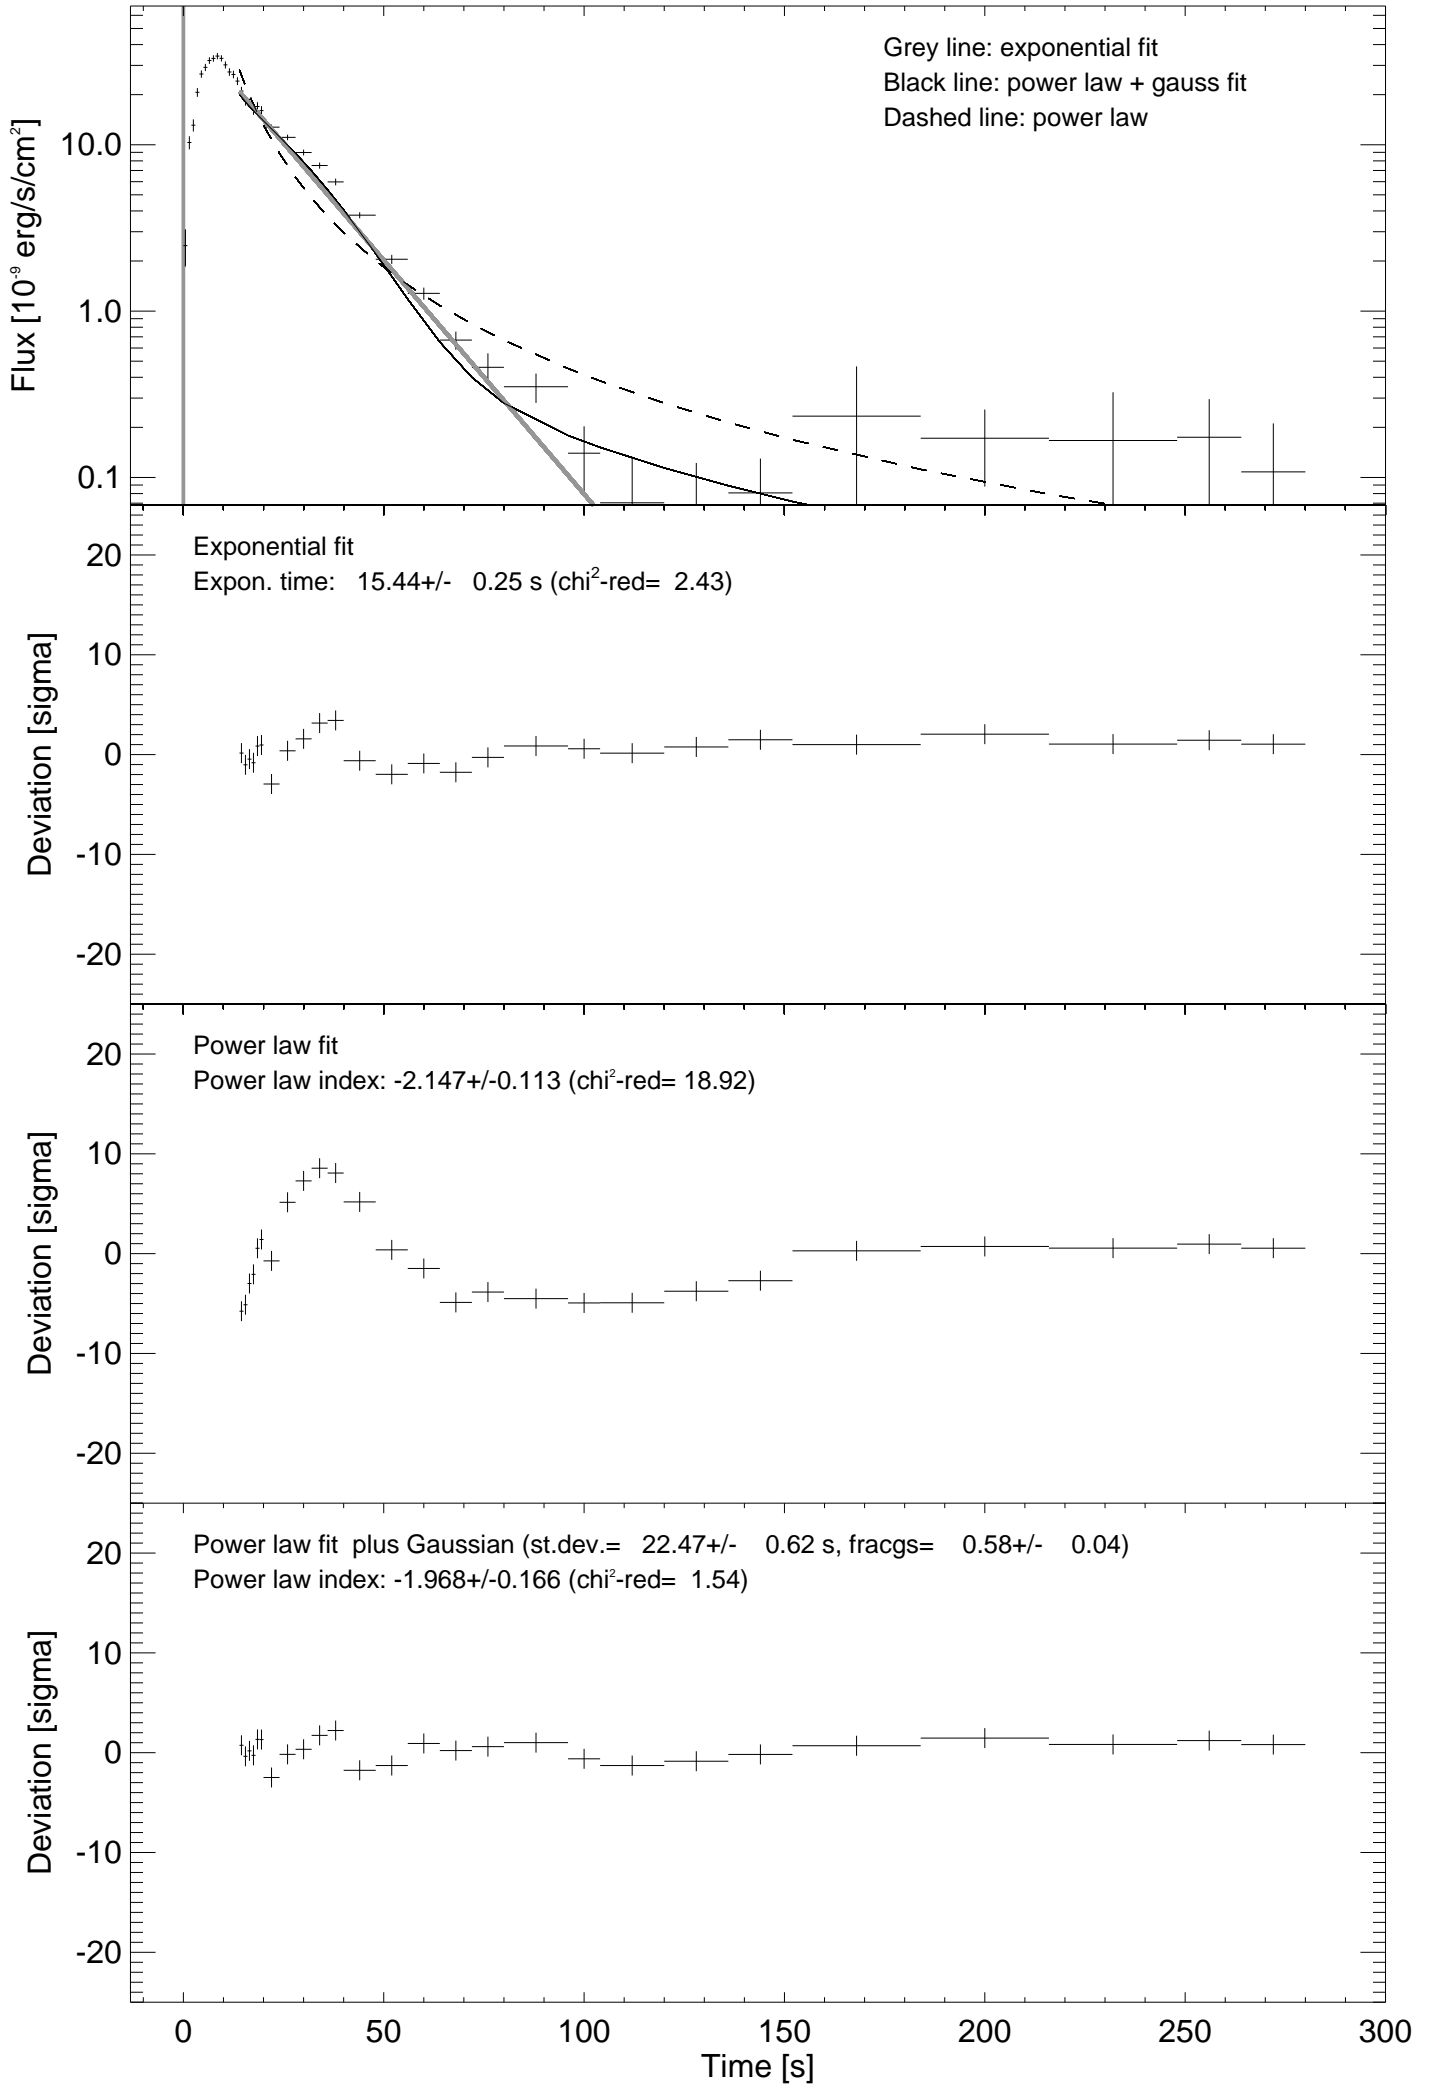 Grey line: exponential fit
Black line: power law + gauss fit
Dashed line: power law
Flux [10⁻⁹ erg/s/cm²]
10.0
1.0
0.1
Exponential fit
Expon. time: 15.44+/- 0.25 s (chi²-red= 2.43)
Deviation [sigma]
20
10
0
-10
-20
Power law fit
Power law index: -2.147+/-0.113 (chi²-red= 18.92)
Deviation [sigma]
20
10
0
-10
-20
Power law fit plus Gaussian (st.dev.= 22.47+/- 0.62 s, fracgs= 0.58+/- 0.04)
Power law index: -1.968+/-0.166 (chi²-red= 1.54)
Deviation [sigma]
20
10
0
-10
-20
0 50 100 150 200 250 300
Time [s]